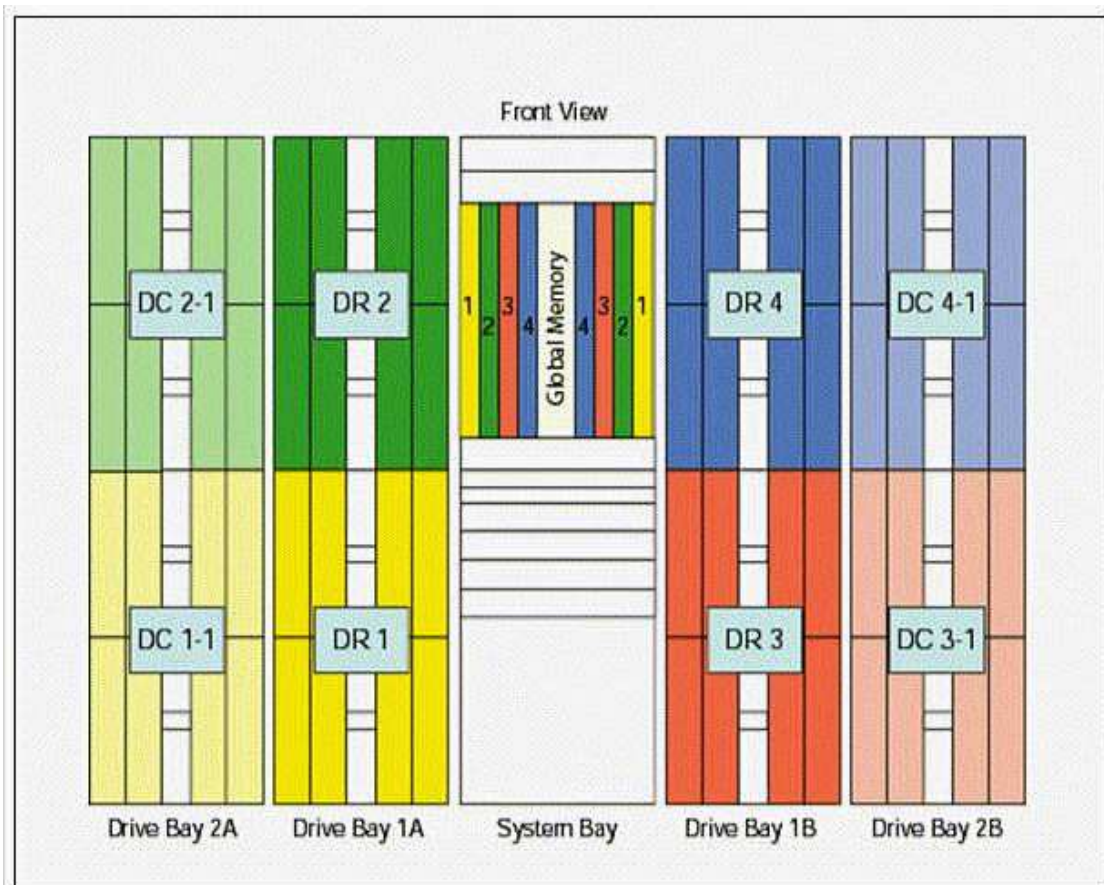 Front View
DC 2-1
DR 2
1
2
3
4
Global Memory
4
3
2
1
DR 4
DC 4-1
DC 1-1
DR 1
DR 3
DC 3-1
Drive Bay 2A
Drive Bay 1A
System Bay
Drive Bay 1B
Drive Bay 2B